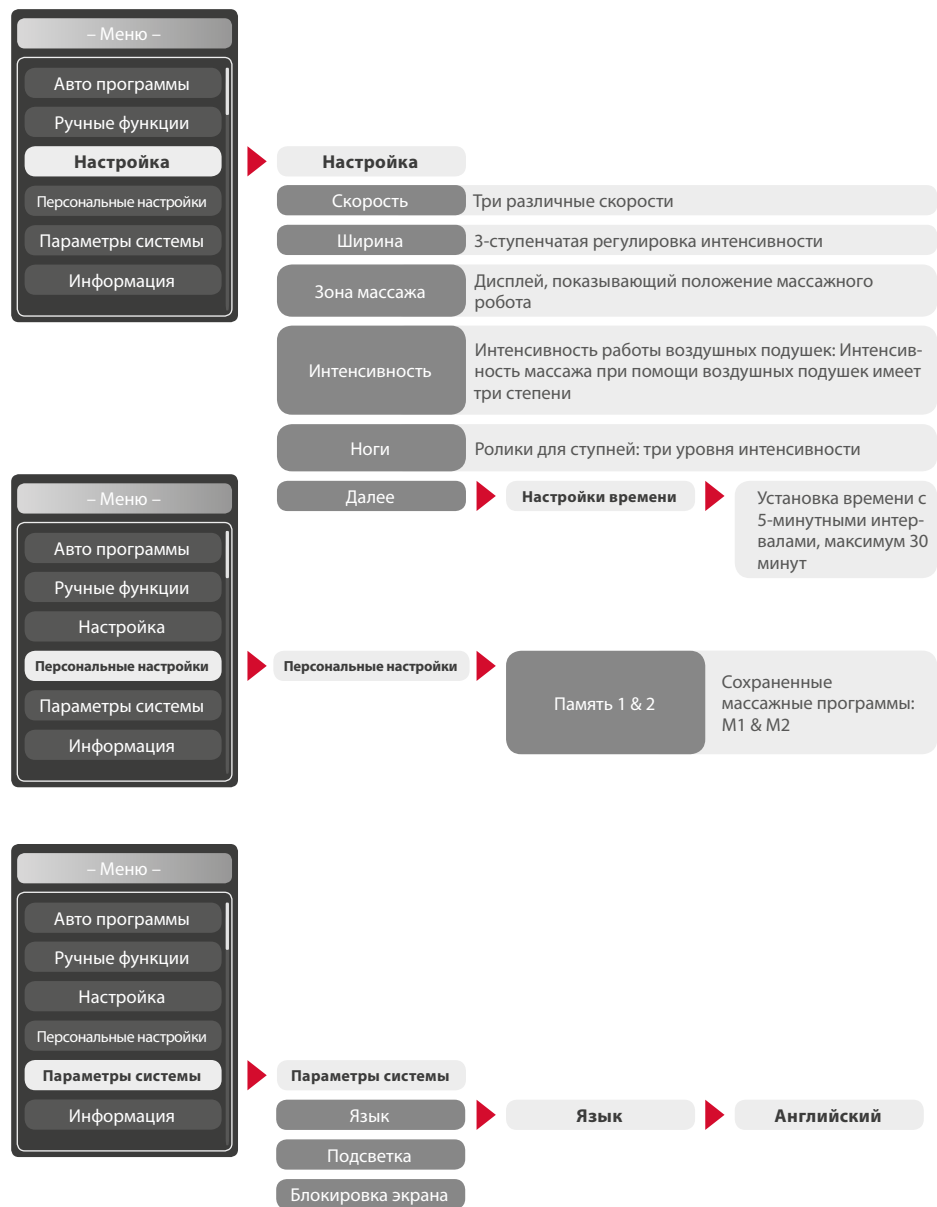 – Меню –
Авто программы
Ручные функции
Настройка
Персональные настройки
Параметры системы
Информация
Настройка
Скорость
Три различные скорости
Ширина
3-ступенчатая регулировка интенсивности
Зона массажа
Дисплей, показывающий положение массажного
робота
Интенсивность
Интенсивность работы воздушных подушек: Интенсив-
ность массажа при помощи воздушных подушек имеет
три степени
Ноги
Ролики для ступней: три уровня интенсивности
Далее
Настройки времени
Установка времени с
5-минутными интер-
валами, максимум 30
минут
– Меню –
Авто программы
Ручные функции
Настройка
Персональные настройки
Параметры системы
Информация
Персональные настройки
Память 1 & 2
Сохраненные
массажные программы:
M1 & M2
– Меню –
Авто программы
Ручные функции
Настройка
Персональные настройки
Параметры системы
Информация
Параметры системы
Язык
Язык
Английский
Подсветка
Блокировка экрана